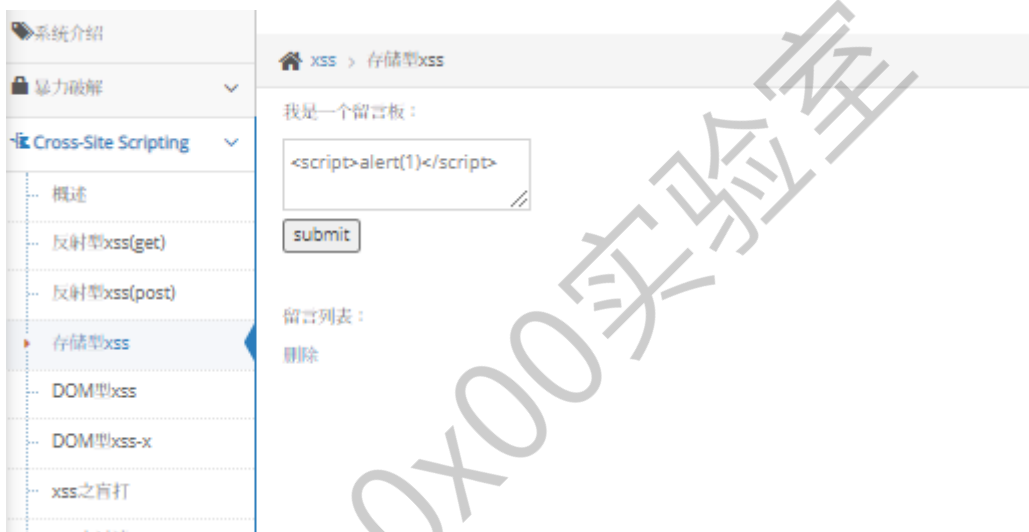 系统介绍
暴力破解
Cross-Site Scripting
概述
反射型xss(get)
反射型xss(post)
存储型xss
DOM型xss
DOM型xss-x
xss之盲打
xss > 存储型xss
我是一个留言板：
<script>alert(1)</script>
submit
留言列表：
删除
0x00实验室